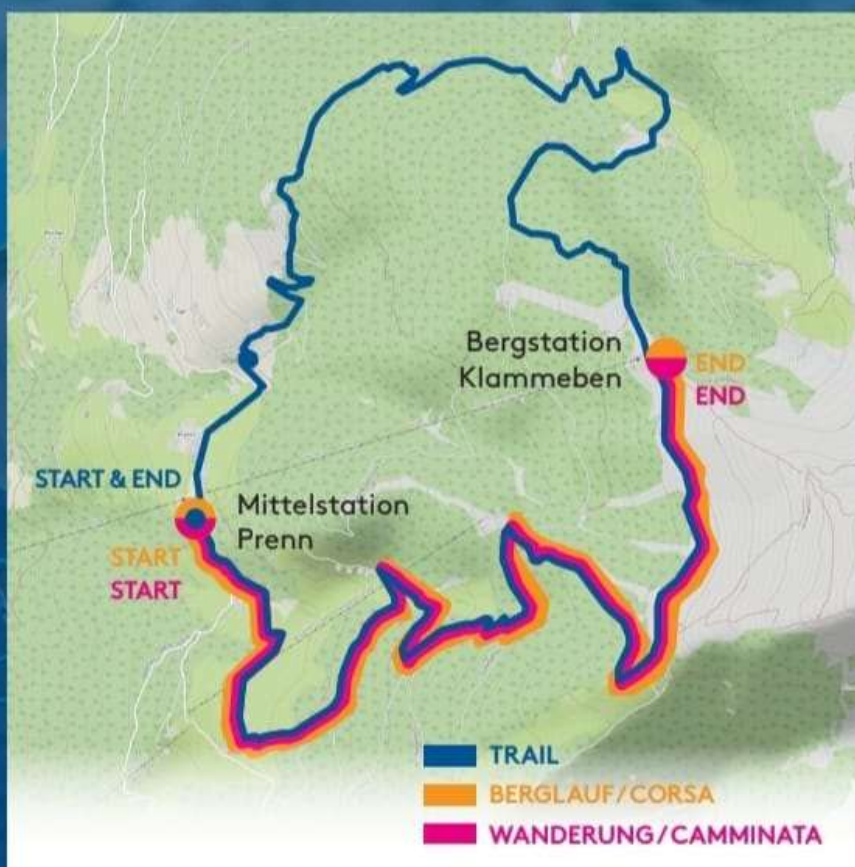 Bergstation
Klammeben
END
END
START & END
Mittelstation
Prenn
START
START
TRAIL
BERGLAUF/CORSA
WANDERUNG/CAMMINATA